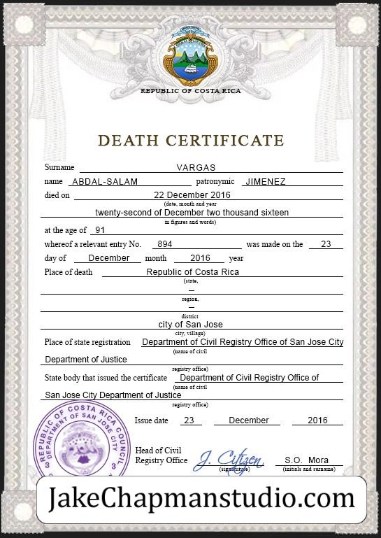 REPUBLIC OF COSTA RICA
DEATH CERTIFICATE
Surname VARGAS
name ABDAL-SALAM patronymic JIMENEZ
died on 22 December 2016
(date, month and year
twenty-second of December two thousand sixteen
in figures and words)
at the age of 91
whereof a relevant entry No. 894 was made on the 23
day of December month 2016 year
Place of death Republic of Costa Rica
(state,
—
region,
—
district
city of San Jose
city, village)
Place of state registration Department of Civil Registry Office of San Jose City
(name of civil
Department of Justice
registry office)
State body that issued the certificate Department of Civil Registry Office of
(name of civil
San Jose City Department of Justice
registry office)
REPUBLIC OF COSTA RICA COUNCIL
DEPARTMENT OF SAN JOSE CITY
Issue date 23 December 2016
Head of Civil
Registry Office J. Citizen S.O. Mora
(signature) (initials and surname)
JakeChapmanstudio.com